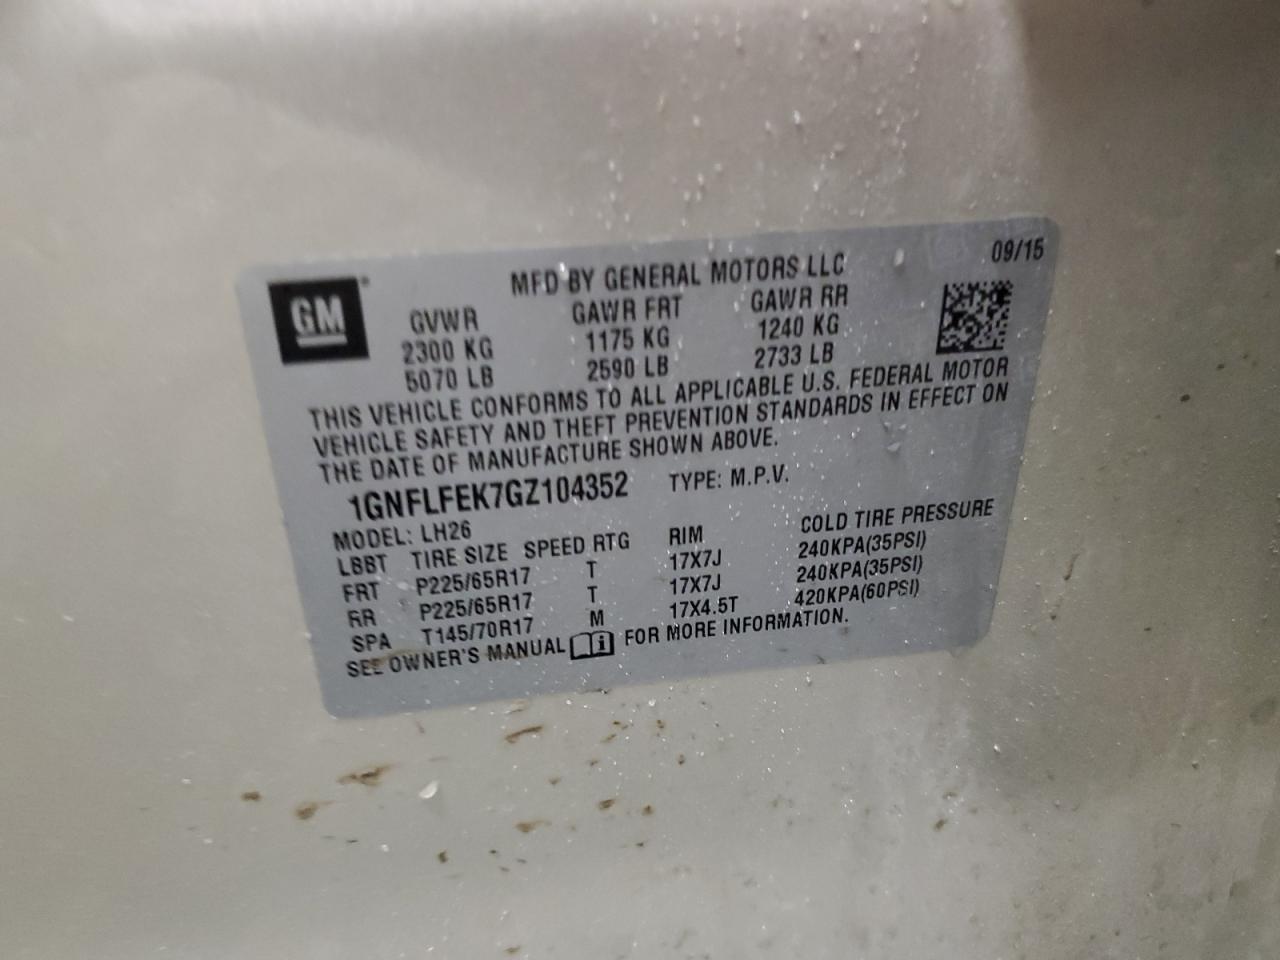 09/15
GM®
MFD BY GENERAL MOTORS LLC
GVWR GAWR FRT GAWR RR
2300 KG 1175 KG 1240 KG
5070 LB 2590 LB 2733 LB
THIS VEHICLE CONFORMS TO ALL APPLICABLE U.S. FEDERAL MOTOR
VEHICLE SAFETY AND THEFT PREVENTION STANDARDS IN EFFECT ON
THE DATE OF MANUFACTURE SHOWN ABOVE.
1GNFLFEK7GZ104352 TYPE: M.P.V.
MODEL: LH26
LBBT TIRE SIZE SPEED RTG RIM COLD TIRE PRESSURE
FRT P225/65R17 T 17X7J 240KPA(35PSI)
RR P225/65R17 T 17X7J 240KPA(35PSI)
SPA T145/70R17 M 17X4.5T 420KPA(60PSI)
SEE OWNER'S MANUAL FOR MORE INFORMATION.